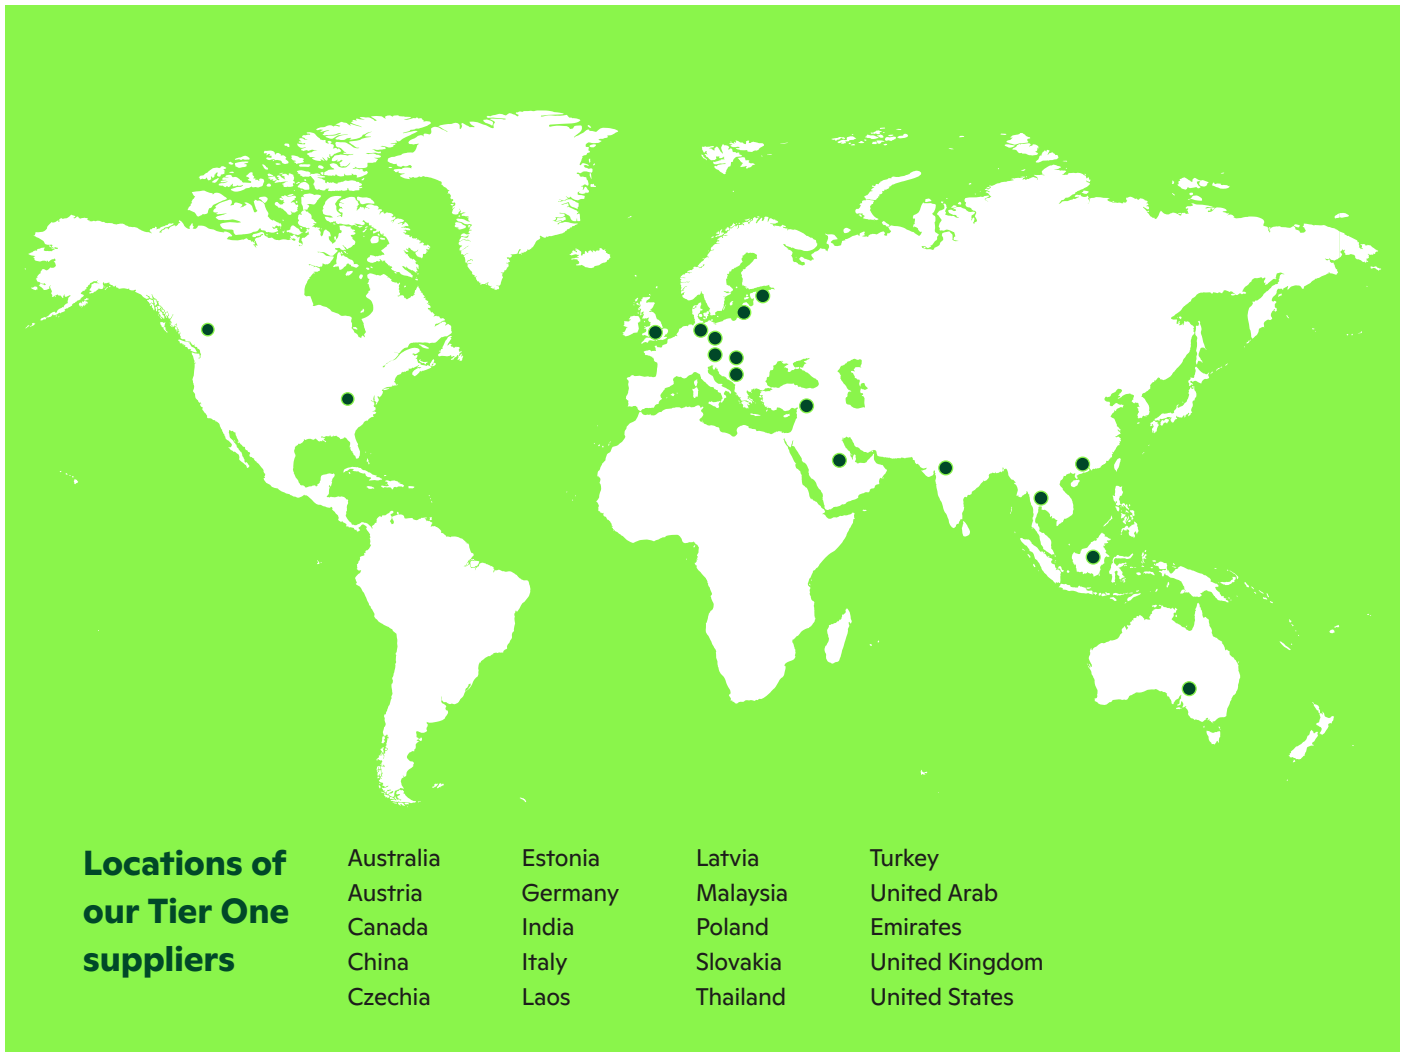 Locations of
our Tier One
suppliers
Australia
Austria
Canada
China
Czechia
Estonia
Germany
India
Italy
Laos
Latvia
Malaysia
Poland
Slovakia
Thailand
Turkey
United Arab
Emirates
United Kingdom
United States